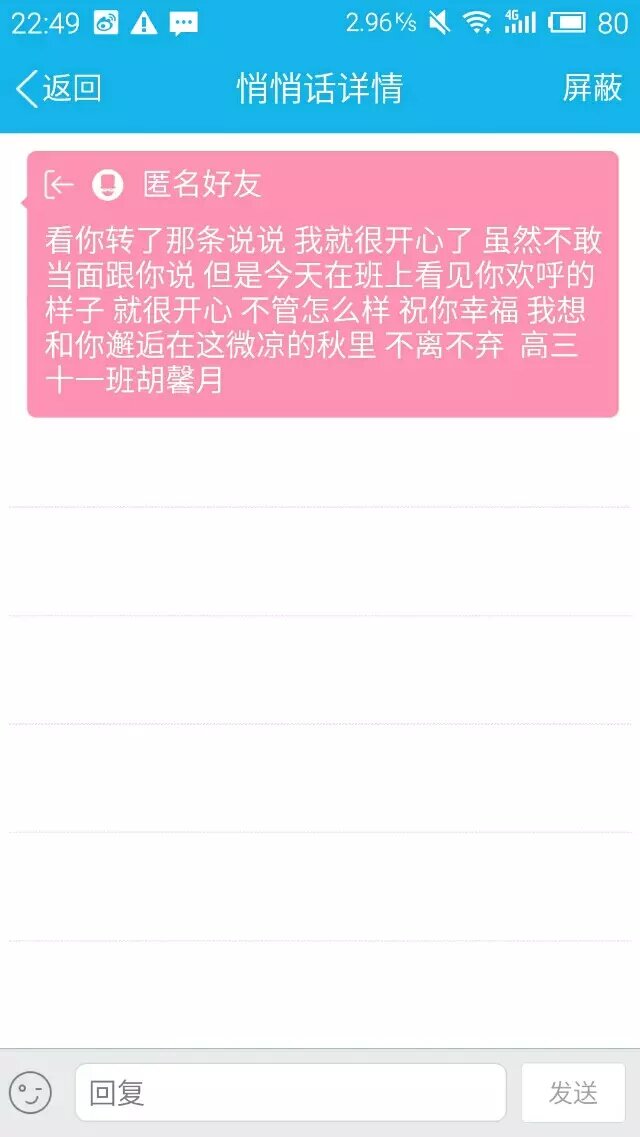 22:49 2.96K/s 4G 80
返回 悄悄话详情 屏蔽
匿名好友
看你转了那条说说 我就很开心了 虽然不敢
当面跟你说 但是今天在班上看见你欢呼的
样子 就很开心 不管怎么样 祝你幸福 我想
和你邂逅在这微凉的秋里 不离不弃 高三
十一班胡馨月
回复 发送